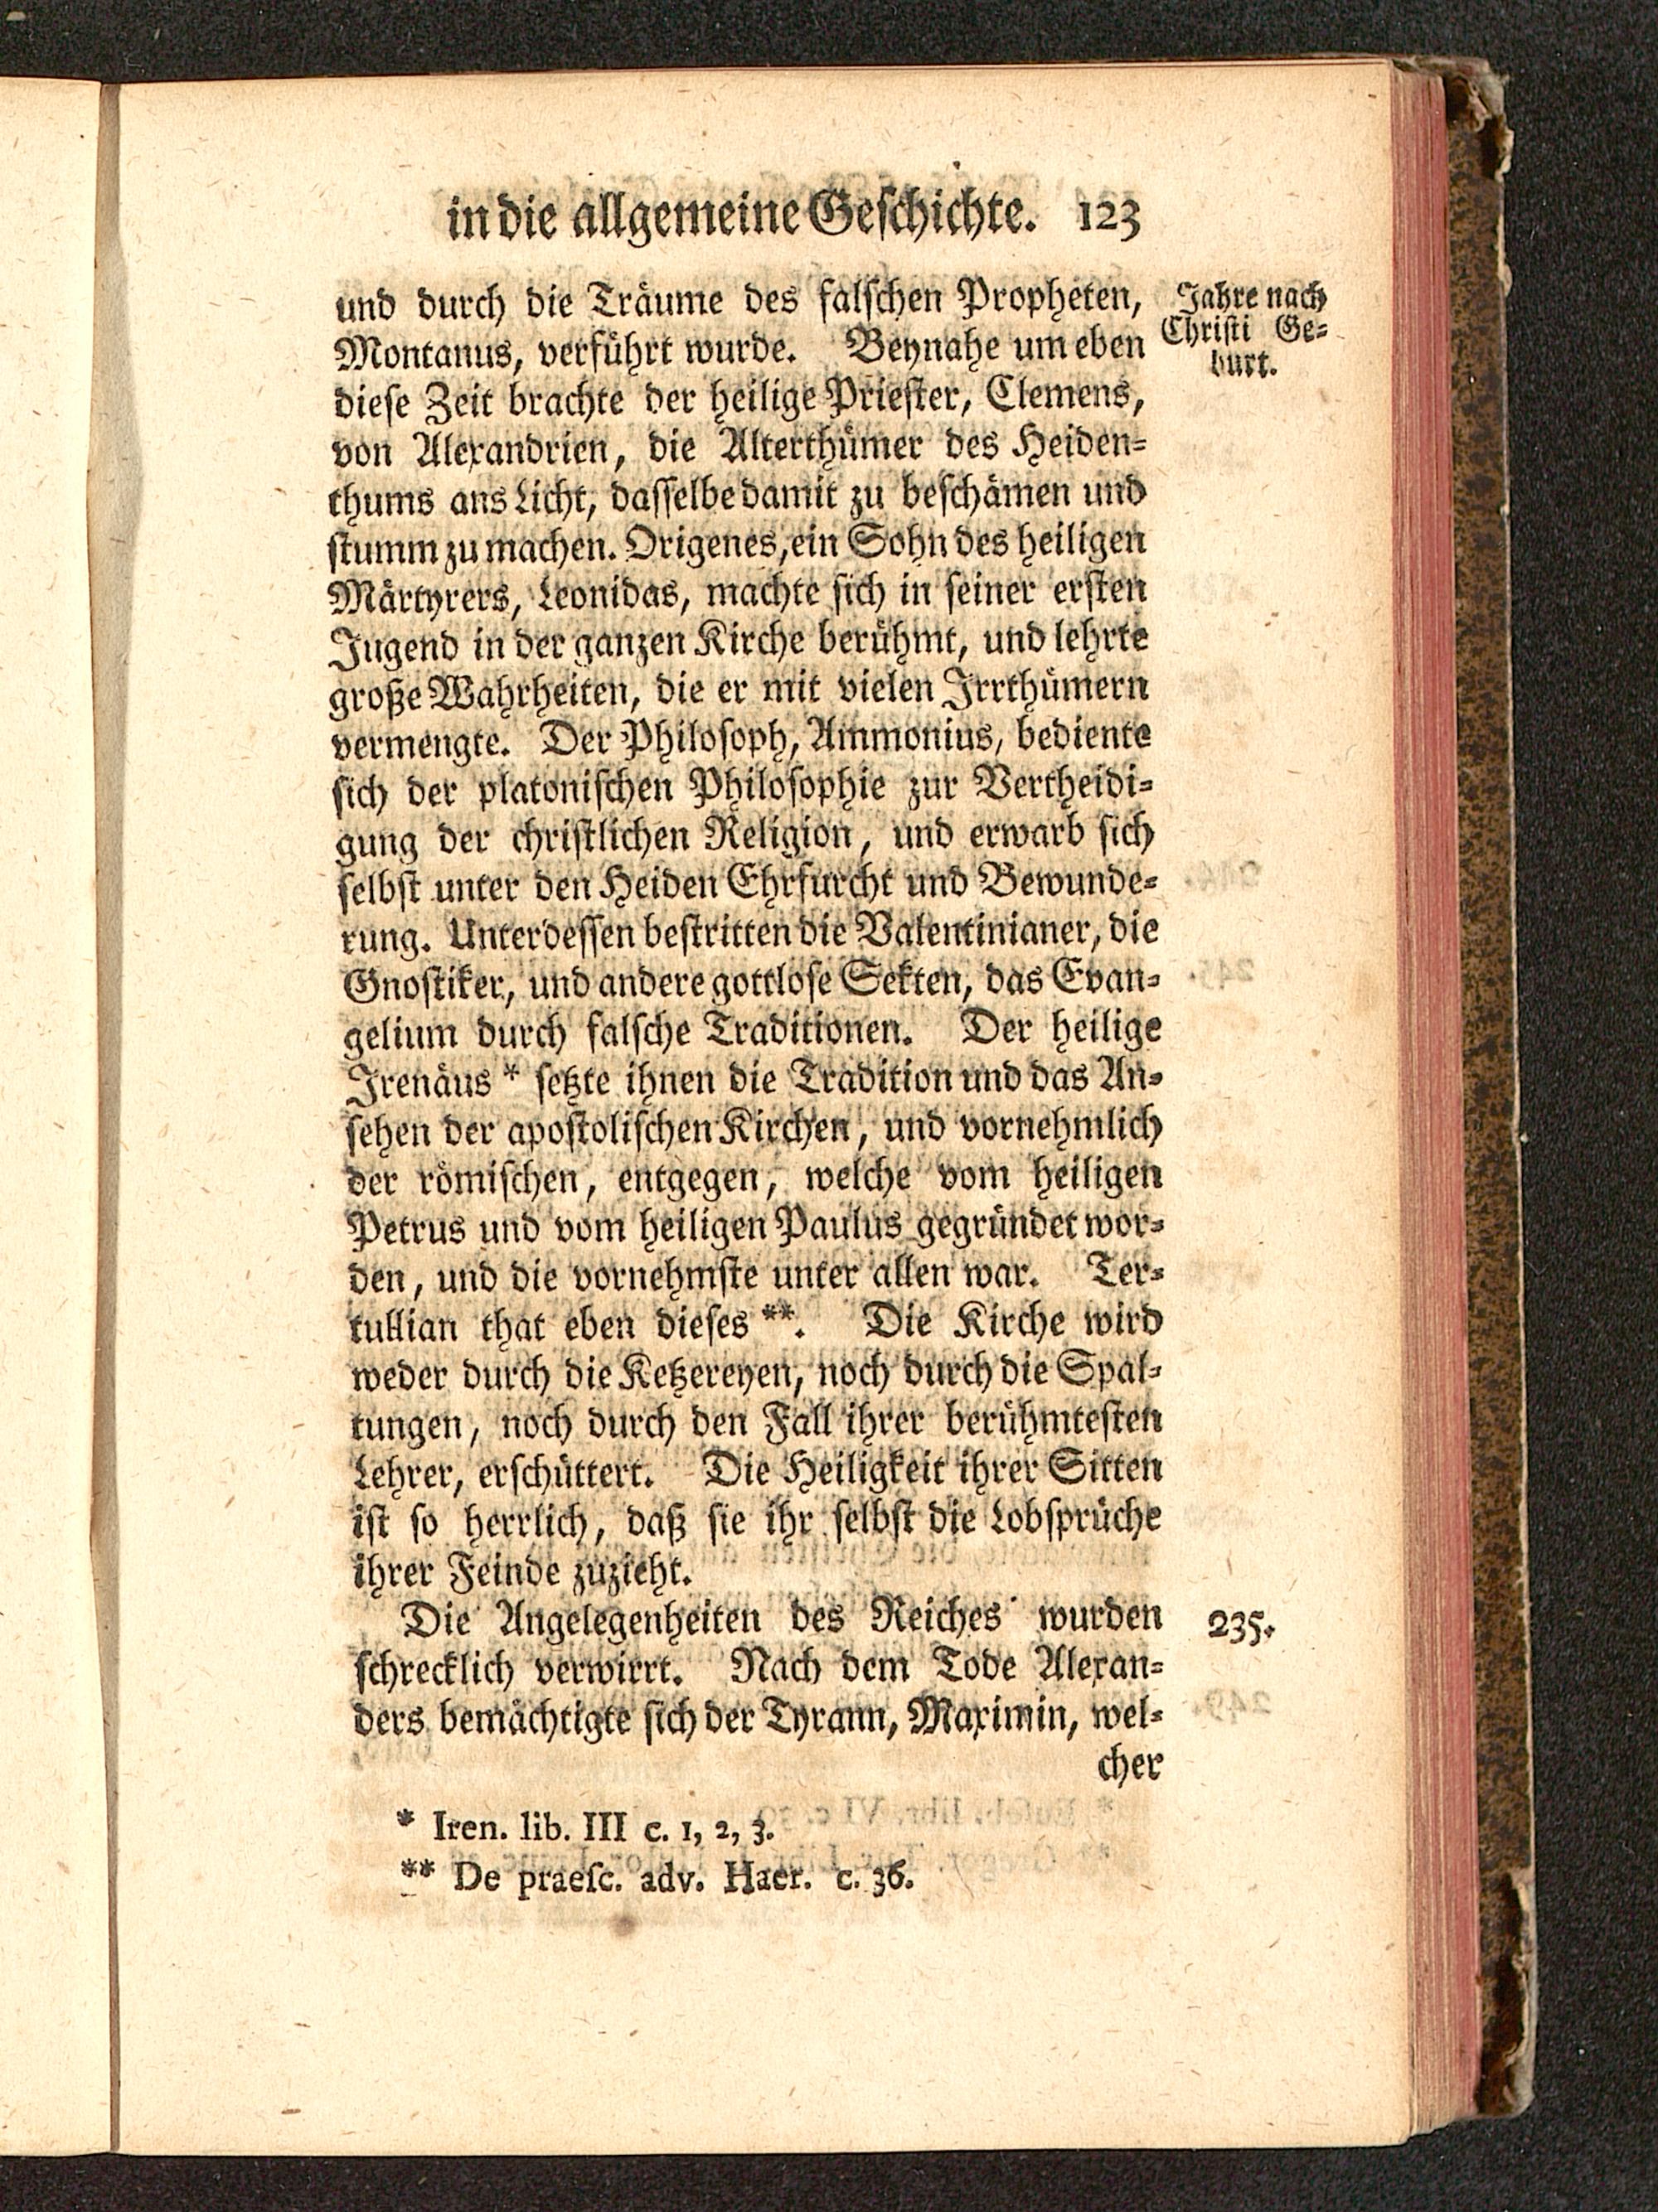 in die allgemeine Geschichte. 123
Jahre nach
Christi Ge-
burt.
und durch die Träume des falschen Propheten,
Montanus, verführt wurde. Beynahe um eben
diese Zeit brachte der heilige Priester, Clemens,
von Alexandrien, die Alterthümer des Heiden-
thums ans Licht, dasselbe damit zu beschämen und
stumm zu machen. Origenes, ein Sohn des heiligen
Märtyrers, Leonidas, machte sich in seiner ersten
Jugend in der ganzen Kirche berühmt, und lehrte
große Wahrheiten, die er mit vielen Irrthümern
vermengte. Der Philosoph, Ammonius, bediente
sich der platonischen Philosophie zur Vertheidi-
gung der christlichen Religion, und erwarb sich
selbst unter den Heiden Ehrfurcht und Bewunde-
rung. Unterdessen bestritten die Valentinianer, die
Gnostiker, und andere gottlose Sekten, das Evan-
gelium durch falsche Traditionen. Der heilige
Irenäus * setzte ihnen die Tradition und das An-
sehen der apostolischen Kirchen, und vornehmlich
der römischen, entgegen, welche vom heiligen
Petrus und vom heiligen Paulus gegründet wor-
den, und die vornehmste unter allen war. Ter-
tullian that eben dieses **. Die Kirche wird
weder durch die Ketzereyen, noch durch die Spal-
tungen, noch durch den Fall ihrer berühmtesten
Lehrer, erschüttert. Die Heiligkeit ihrer Sitten
ist so herrlich, daß sie ihr selbst die Lobsprüche
ihrer Feinde zuzieht.
Die Angelegenheiten des Reiches wurden 235.
schrecklich verwirrt. Nach dem Tode Alexan-
ders bemächtigte sich der Tyrann, Maximin, wel-
cher
* Iren. lib. III c. 1, 2, 3.
** De praesc. adv. Haer. c. 36.